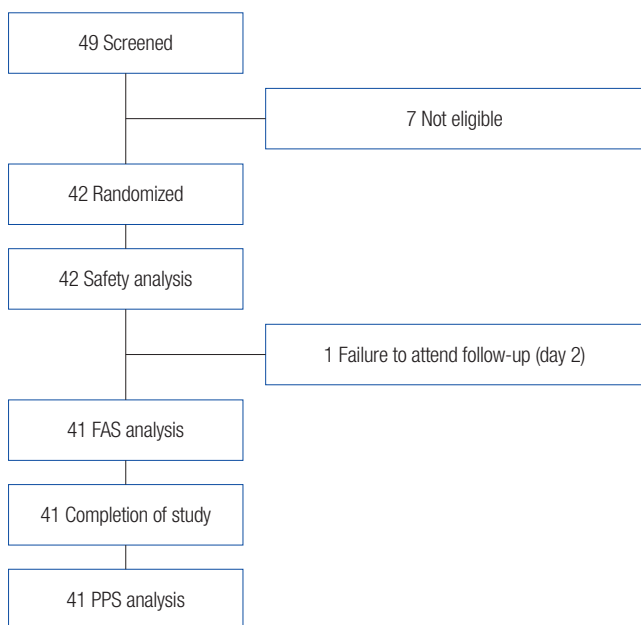 49 Screened
7 Not eligible
42 Randomized
42 Safety analysis
1 Failure to attend follow-up (day 2)
41 FAS analysis
41 Completion of study
41 PPS analysis